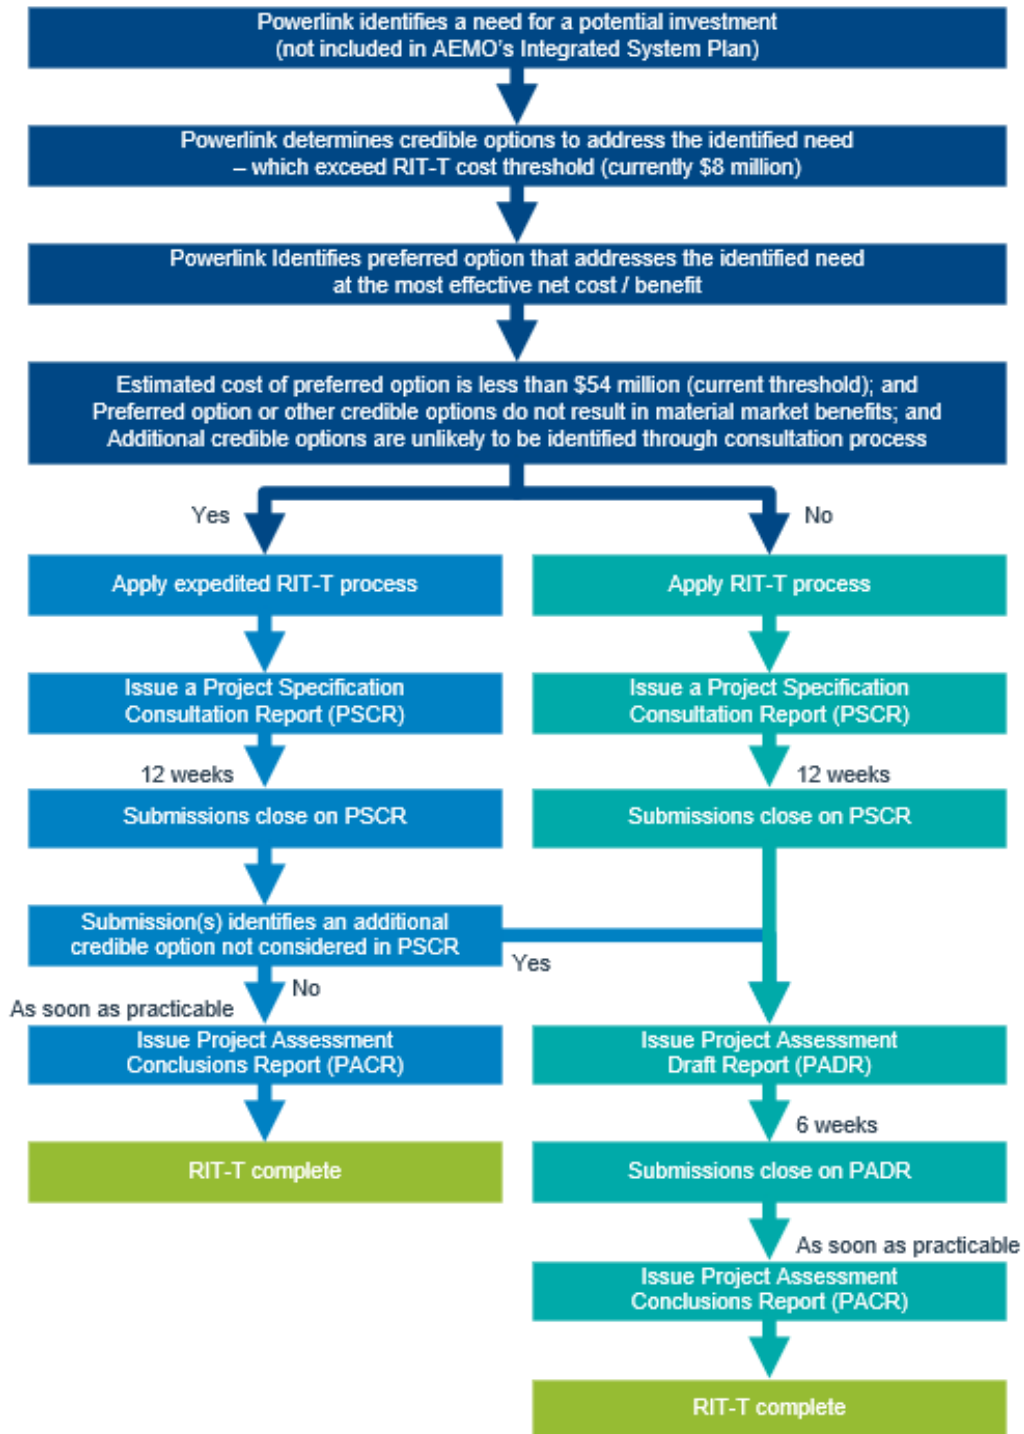 Powerlink identifies a need for a potential investment
(not included in AEMO's Integrated System Plan)
Powerlink determines credible options to address the identified need
– which exceed RIT-T cost threshold (currently $8 million)
Powerlink Identifies preferred option that addresses the identified need
at the most effective net cost / benefit
Estimated cost of preferred option is less than $54 million (current threshold); and
Preferred option or other credible options do not result in material market benefits; and
Additional credible options are unlikely to be identified through consultation process
Yes
No
Apply expedited RIT-T process
Apply RIT-T process
Issue a Project Specification
Consultation Report (PSCR)
Issue a Project Specification
Consultation Report (PSCR)
12 weeks
12 weeks
Submissions close on PSCR
Submissions close on PSCR
Submission(s) identifies an additional
credible option not considered in PSCR
Yes
No
As soon as practicable
Issue Project Assessment
Conclusions Report (PACR)
Issue Project Assessment
Draft Report (PADR)
6 weeks
RIT-T complete
Submissions close on PADR
As soon as practicable
Issue Project Assessment
Conclusions Report (PACR)
RIT-T complete